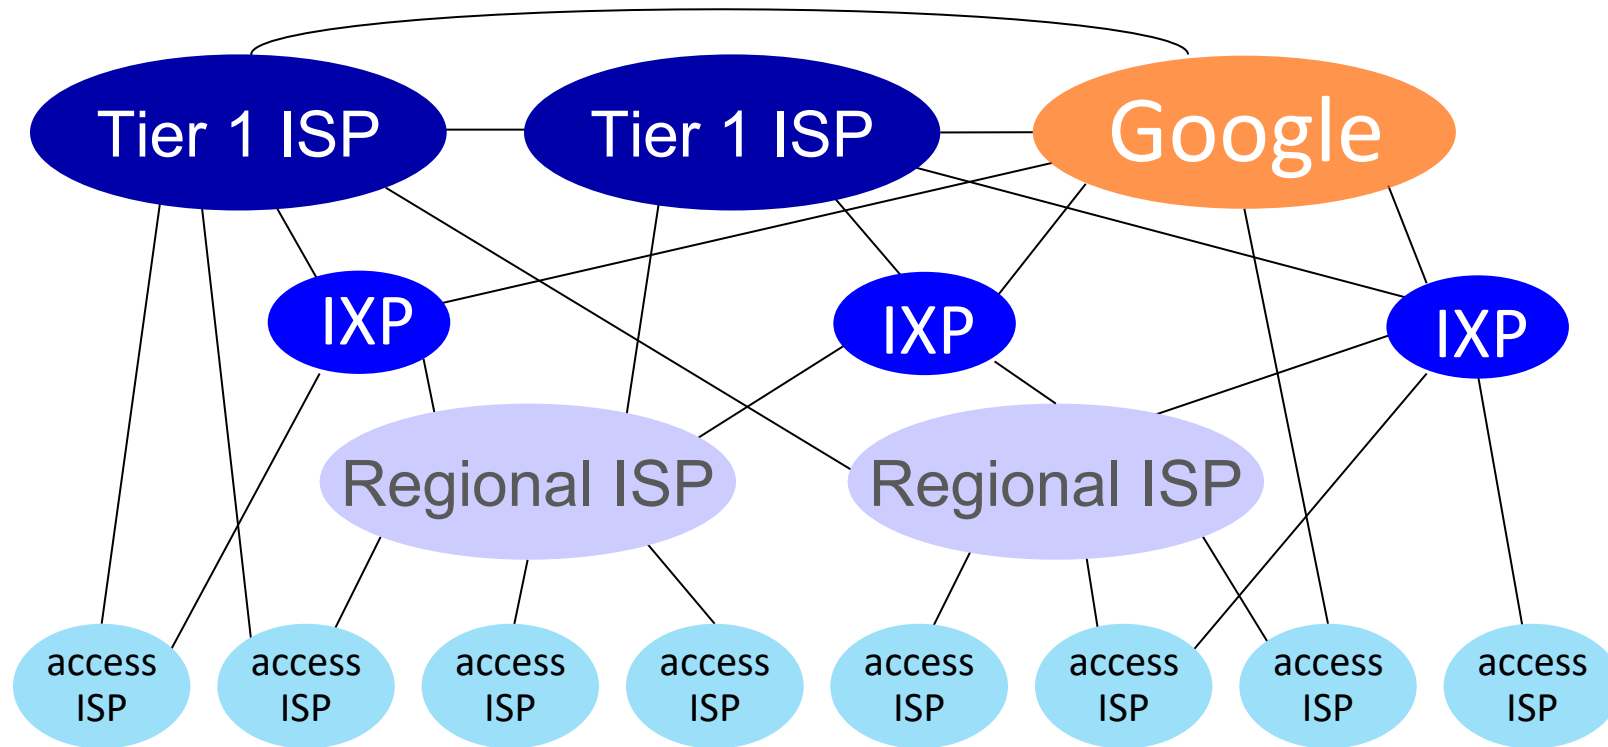 Tier 1 ISP
Tier 1 ISP
Google
IXP
IXP
IXP
Regional ISP
Regional ISP
access
ISP
access
ISP
access
ISP
access
ISP
access
ISP
access
ISP
access
ISP
access
ISP